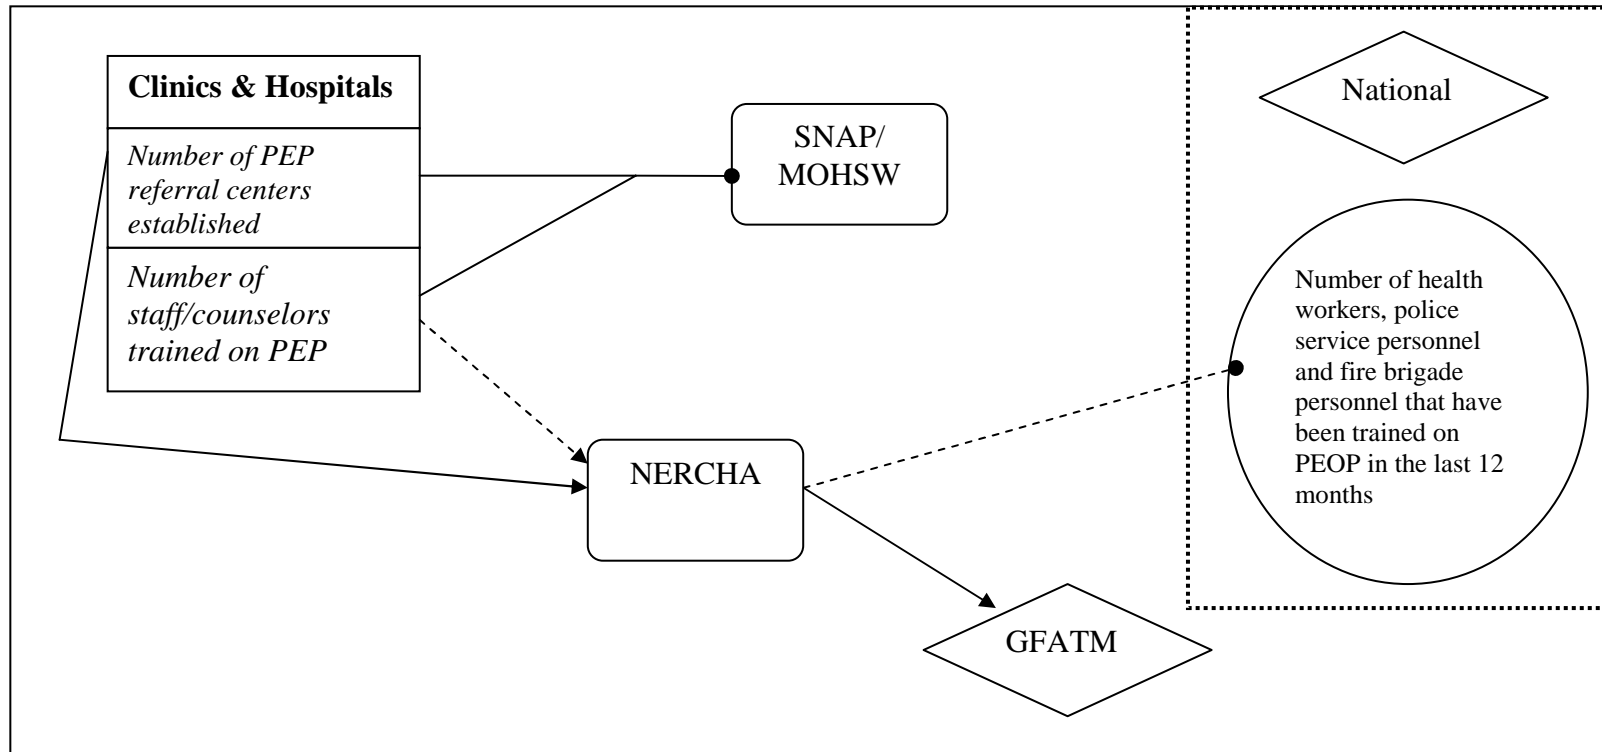 Clinics & Hospitals
Number of PEP
referral centers
established
Number of
staff/counselors
trained on PEP
SNAP/
MOHSW
NERCHA
GFATM
National
Number of health
workers, police
service personnel
and fire brigade
personnel that have
been trained on
PEOP in the last 12
months